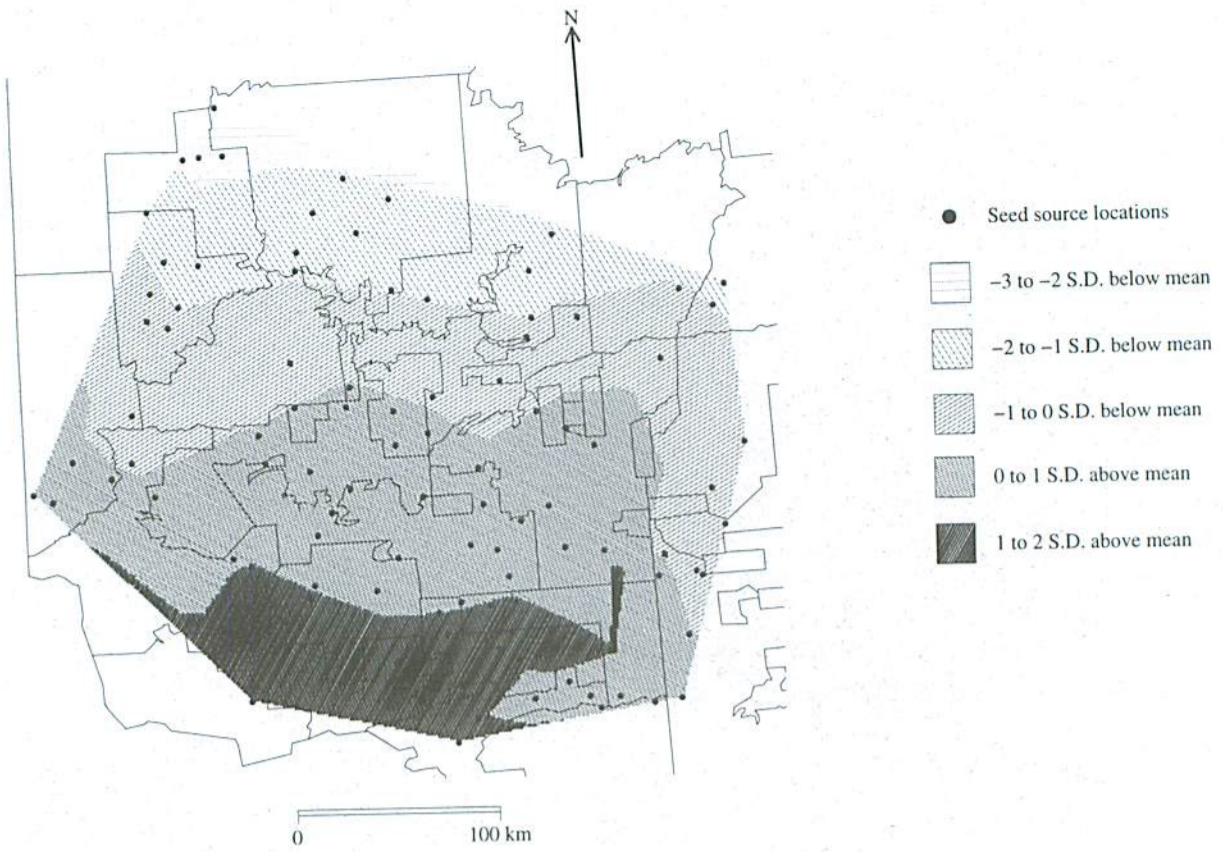 N
Seed source locations
−3 to −2 S.D. below mean
−2 to −1 S.D. below mean
−1 to 0 S.D. below mean
0 to 1 S.D. above mean
1 to 2 S.D. above mean
0 100 km